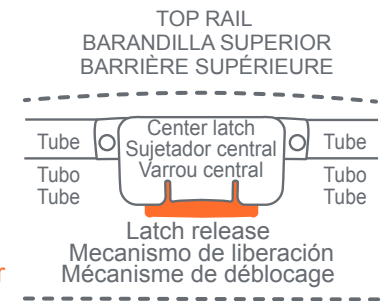 TOP RAIL
BARANDILLA SUPERIOR
BARRIÈRE SUPÉRIEURE
Center latch
Sujetador central
Varrou central
Tube
Tubo
Tube
Tube
Tubo
Tube
Latch release
Mecanismo de liberación
Mécanisme de déblocage
r